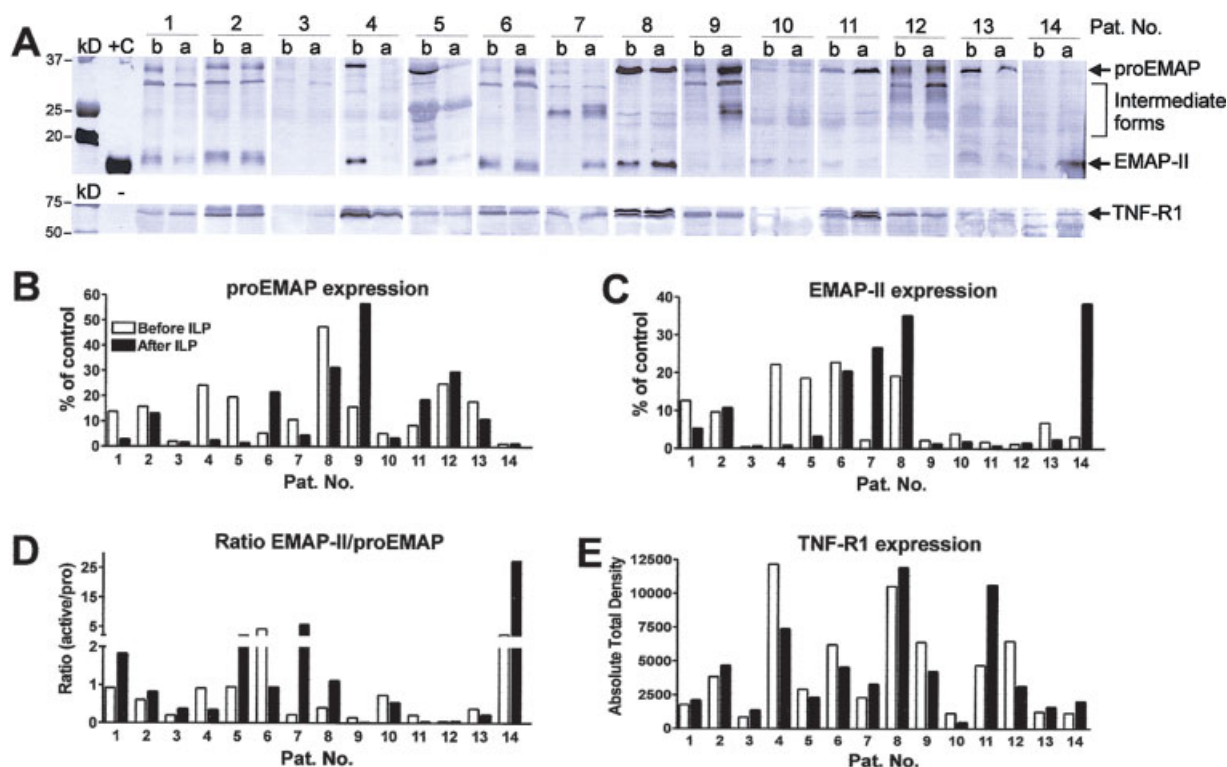 A
1 2 3 4 5 6 7 8 9 10 11 12 13 14 Pat. No.
kD +C b a b a b a b a b a b a b a b a b a b a b a b a b a b a
37
proEMAP
25
Intermediate
forms
20
EMAP-II
kD -
75
TNF-R1
50
B
proEMAP expression
% of control
60
50
40
30
20
10
0
Before ILP
After ILP
1 2 3 4 5 6 7 8 9 10 11 12 13 14
Pat. No.
C
EMAP-II expression
% of control
40
30
20
10
0
1 2 3 4 5 6 7 8 9 10 11 12 13 14
Pat. No.
D
Ratio EMAP-II/proEMAP
Ratio (active/pro)
25
15
5
2
1
0
1 2 3 4 5 6 7 8 9 10 11 12 13 14
Pat. No.
E
TNF-R1 expression
Absolute Total Density
12500
10000
7500
5000
2500
0
1 2 3 4 5 6 7 8 9 10 11 12 13 14
Pat. No.